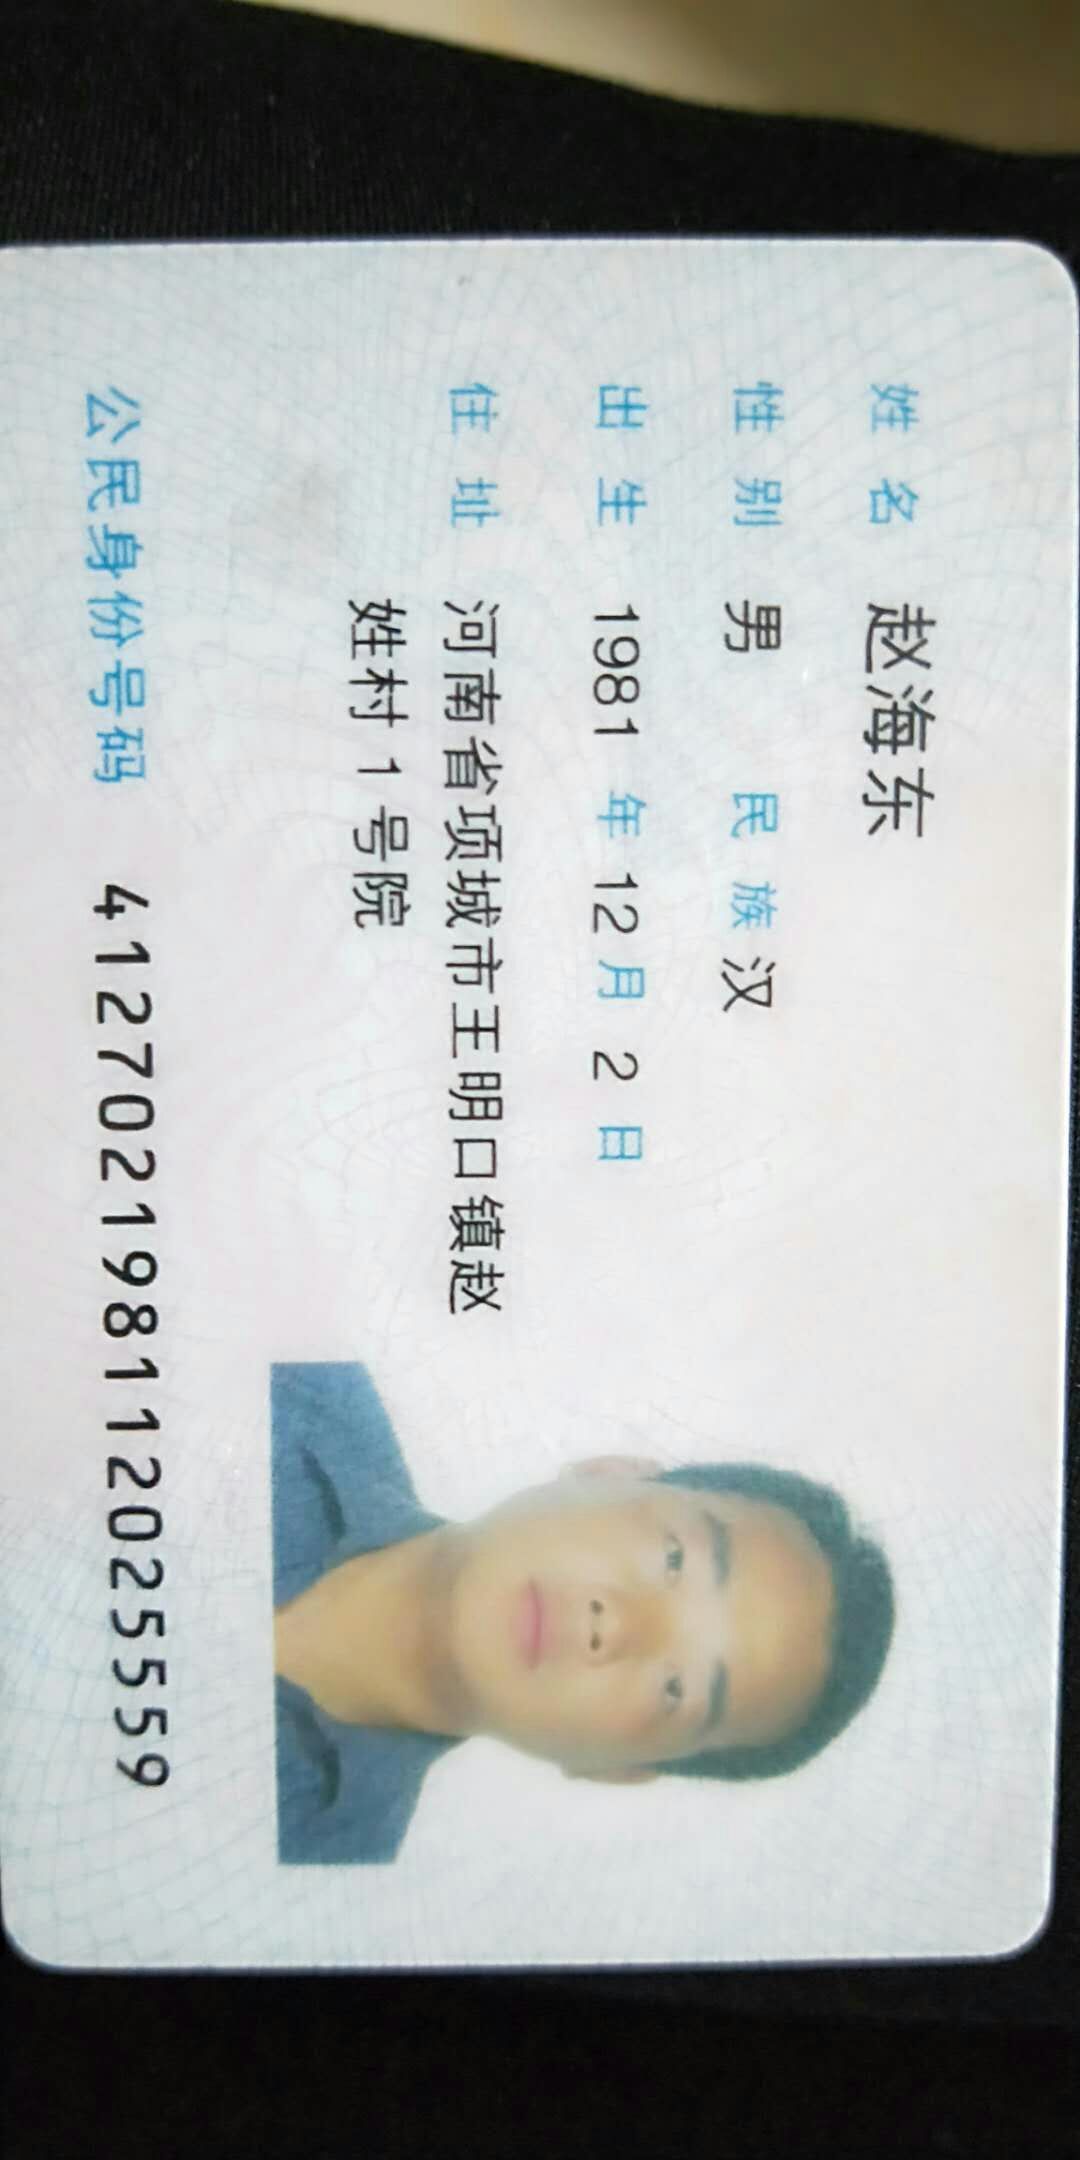 姓名 赵海东
性别 男 民族 汉
出生 1981 年 12 月 2 日
住址 河南省项城市王明口镇赵
姓村1号院
公民身份号码 412702198112025559